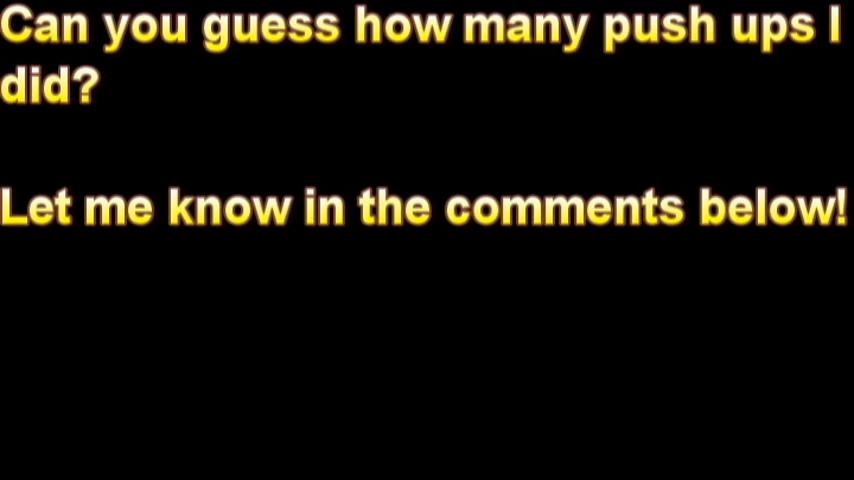 Can you guess how many push ups I
did?
Let me know in the comments below!